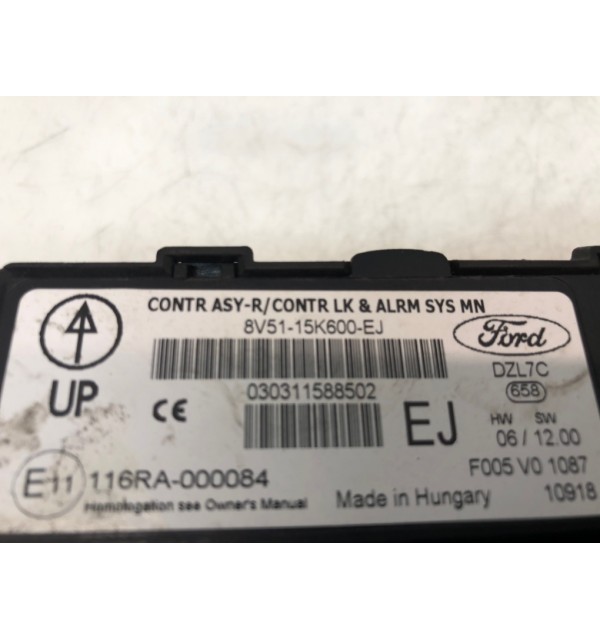 CONTR ASY-R/CONTR LK & ALRM SYS MN
8V51-15K600-EJ
Ford
DZL7C
658
UP
CE
030311588502
EJ
HW SW
06 / 12.00
E11
116RA-000084
F005 V0 1087
Homologation see Owner's Manual
Made in Hungary
10918